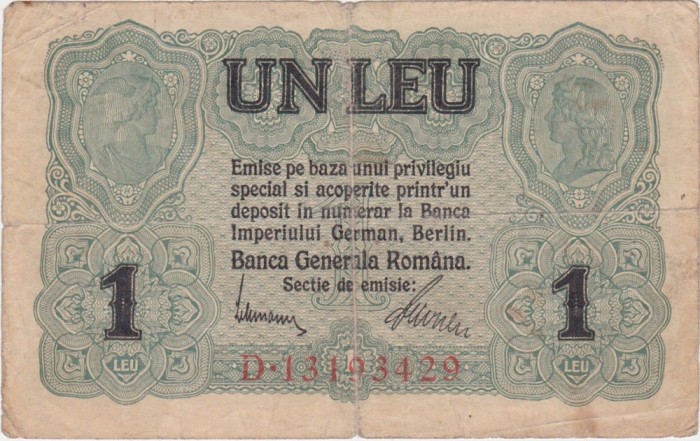 UN LEU
Emise pe baza unui privilegiu
special si acoperite printr'un
deposit in numerar la Banca
Imperiului German, Berlin.
Banca Generala Româna.
Sectie de emisie:
1
1
LEU
LEU
D·13193429